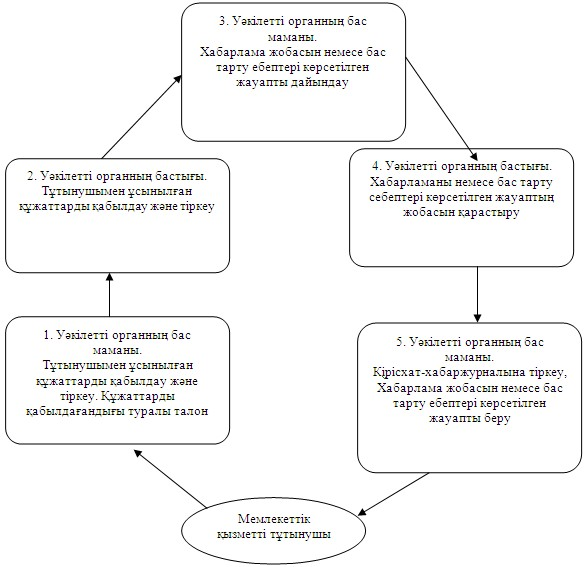 3. Уәкілетті органның бас
маманы.
Хабарлама жобасын немесе бас
тарту ебептері көрсетілген
жауапты дайындау
2. Уәкілетті органның бастығы.
Тұтынушымен ұсынылған
құжаттарды қабылдау және тіркеу
4. Уәкілетті органның бастығы.
Хабарламаны немесе бас тарту
себептері көрсетілген жауаптың
жобасын қарастыру
1. Уәкілетті органның бас
маманы.
Тұтынушымен ұсынылған
құжаттарды қабылдау және
тіркеу. Құжаттарды
қабылдағандығы туралы талон
5. Уәкілетті органның бас
маманы.
Кірісхат-хабаржурналына тіркеу,
Хабарлама жобасын немесе бас
тарту ебептері көрсетілген
жауапты беру
Мемлекеттік
қызметті тұтынушы